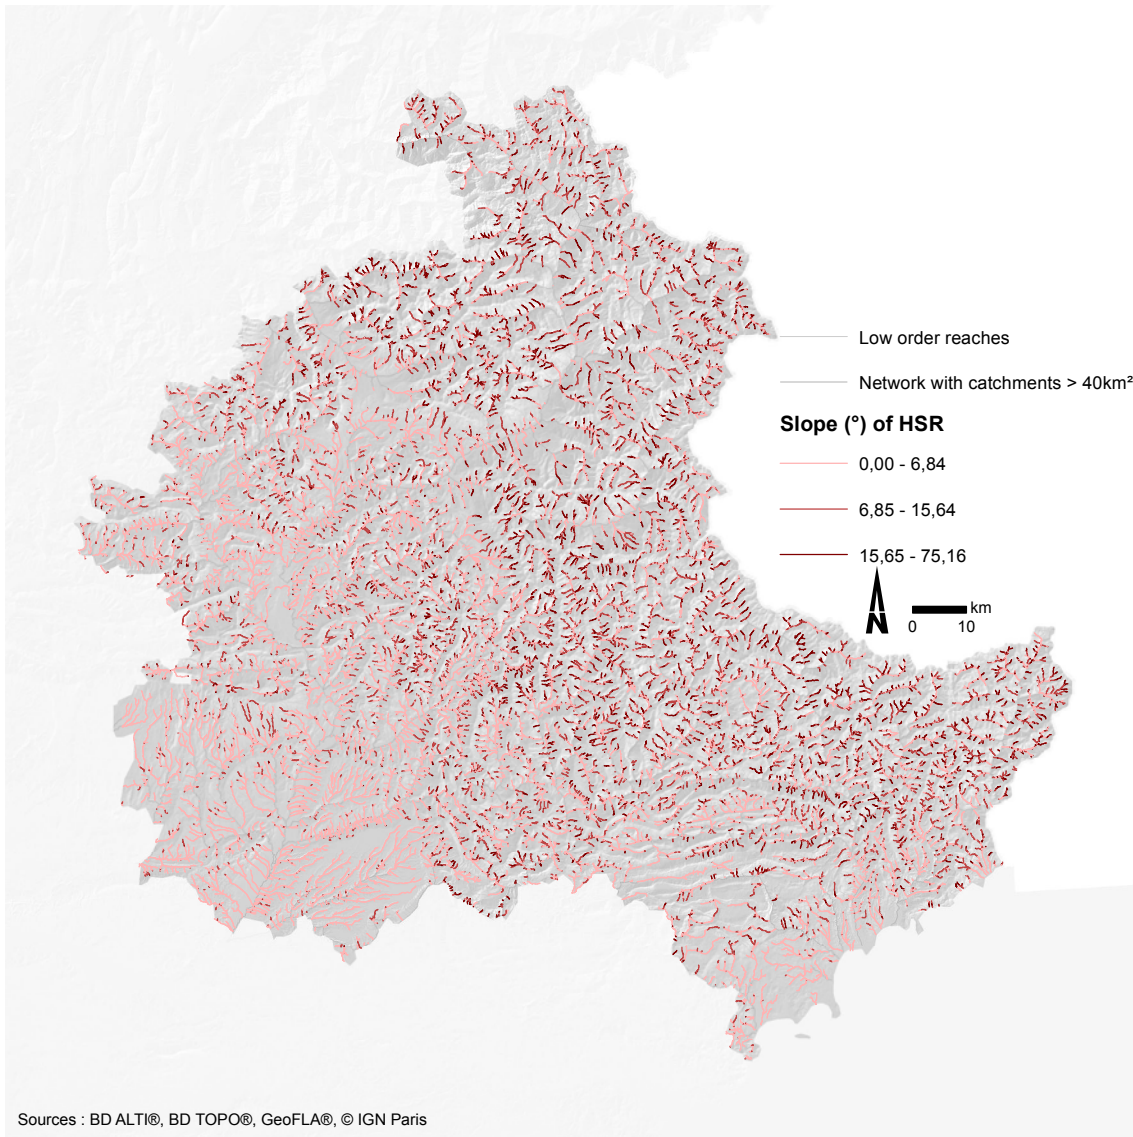 Low order reaches
Network with catchments > 40km²
Slope (°) of HSR
0,00 - 6,84
6,85 - 15,64
15,65 - 75,16
N
km
0 10
Sources : BD ALTI®, BD TOPO®, GeoFLA®, © IGN Paris